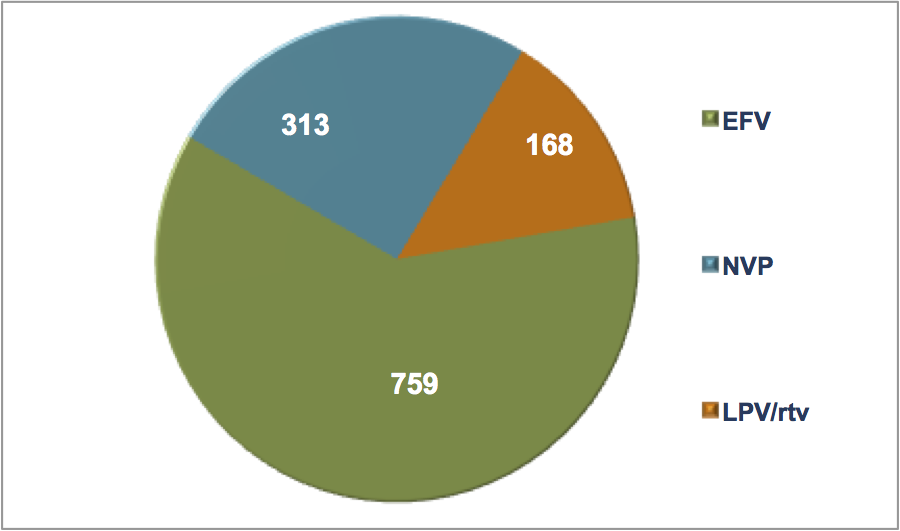 313
168
759
EFV
NVP
LPV/rtv